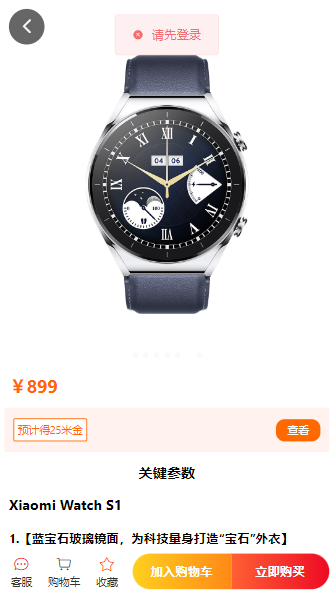 请先登录
04 06
￥899
预计得25米金
查看
关键参数
Xiaomi Watch S1
1.【蓝宝石玻璃镜面，为科技量身打造“宝石”外衣】
客服
购物车
收藏
加入购物车
立即购买